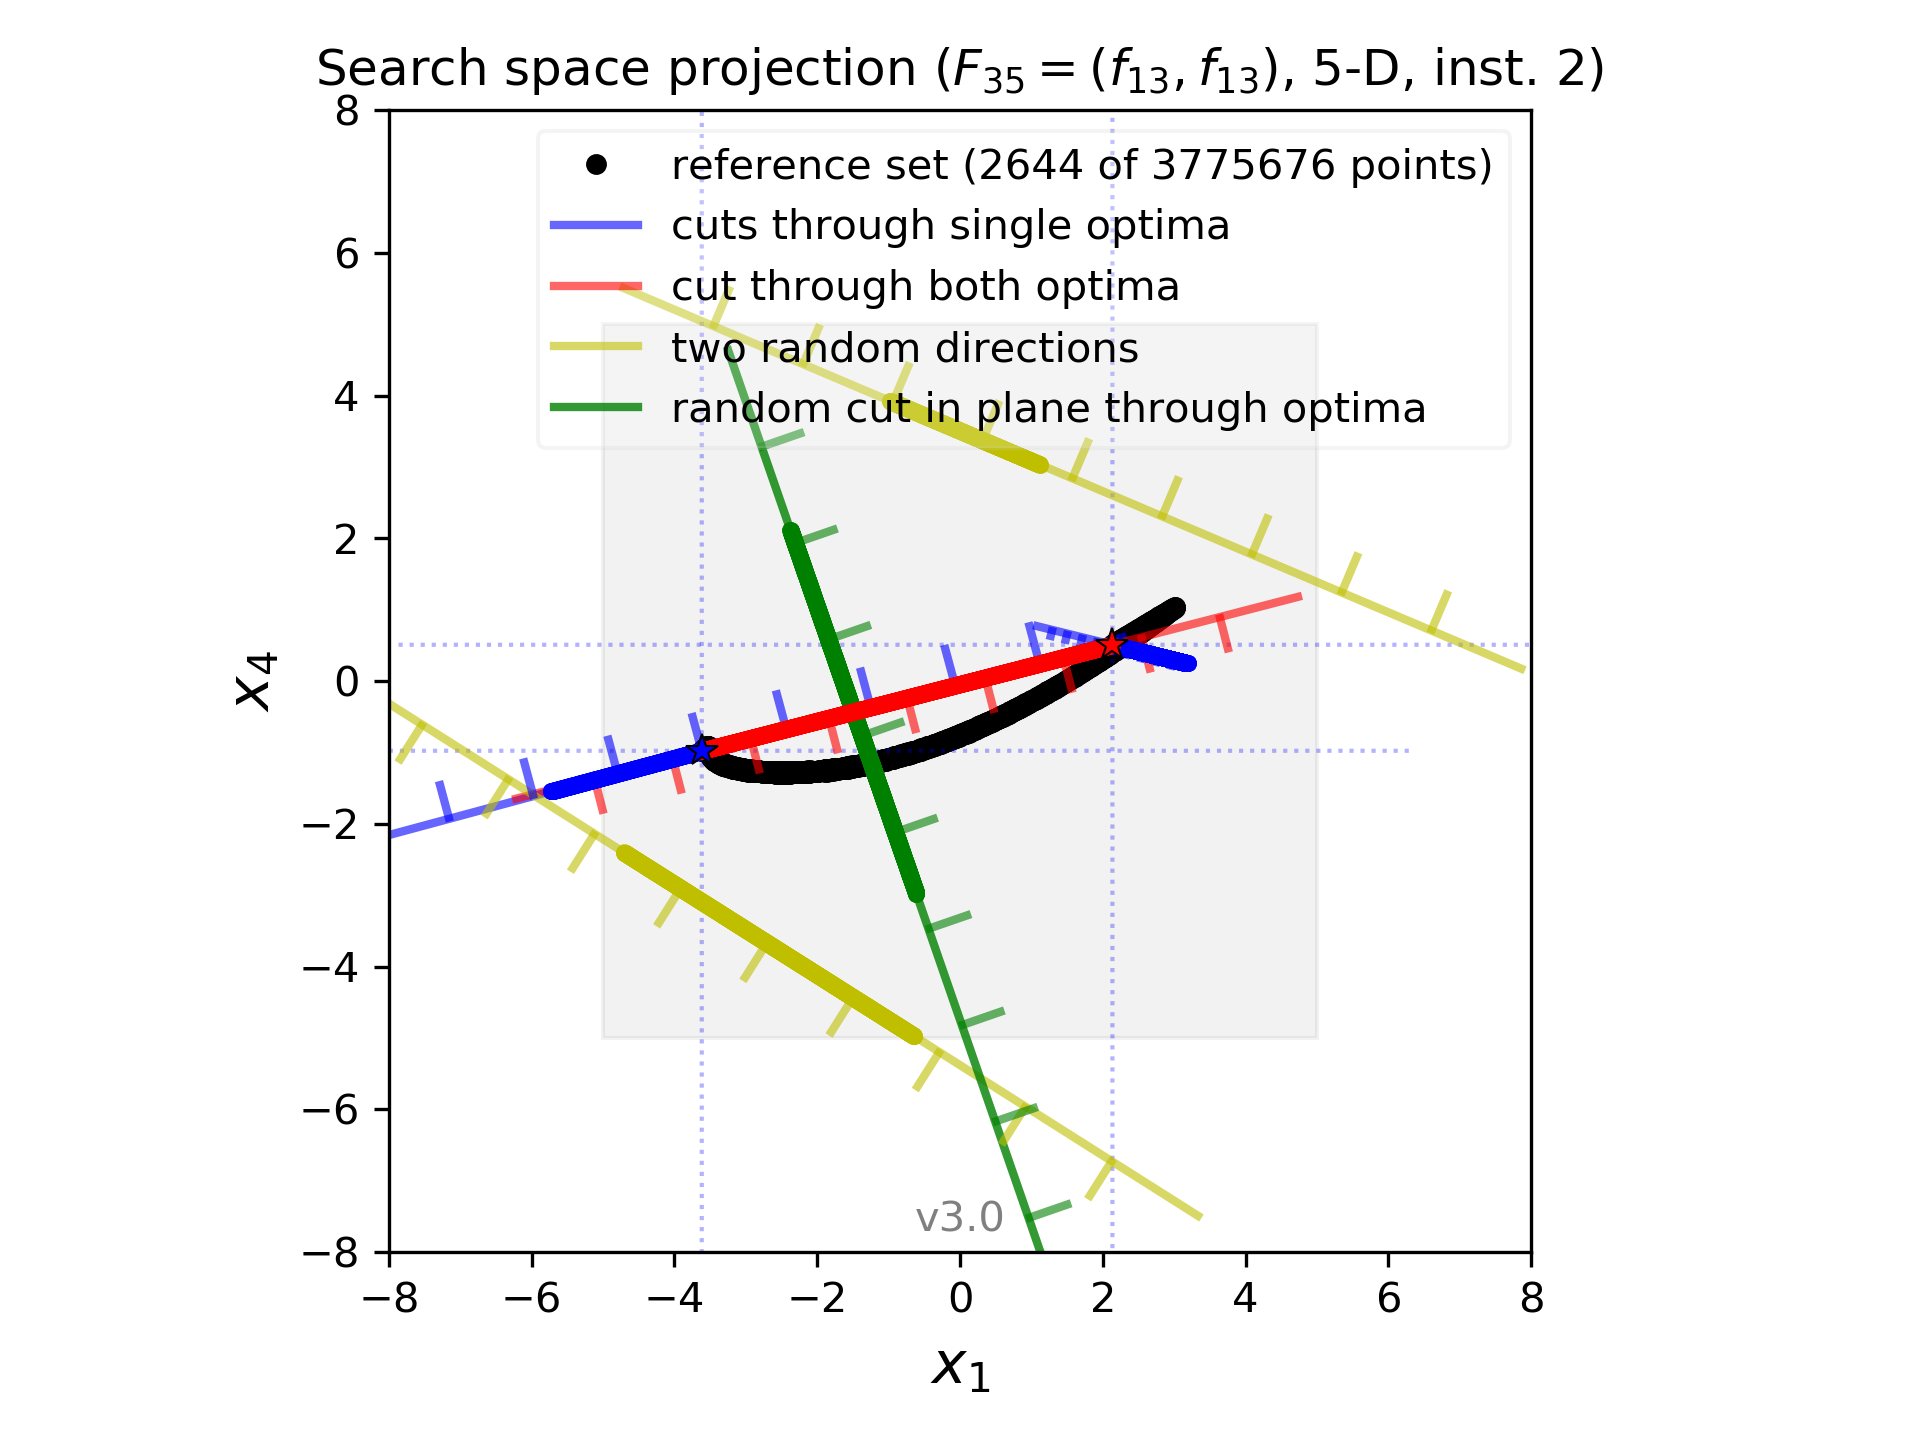 Search space projection (F₃₅ = (f₁₃, f₁₃), 5-D, inst. 2)
reference set (2644 of 3775676 points)
cuts through single optima
cut through both optima
two random directions
random cut in plane through optima
8
6
4
2
0
−2
−4
−6
−8
x₄
v3.0
−8 −6 −4 −2 0 2 4 6 8
x₁